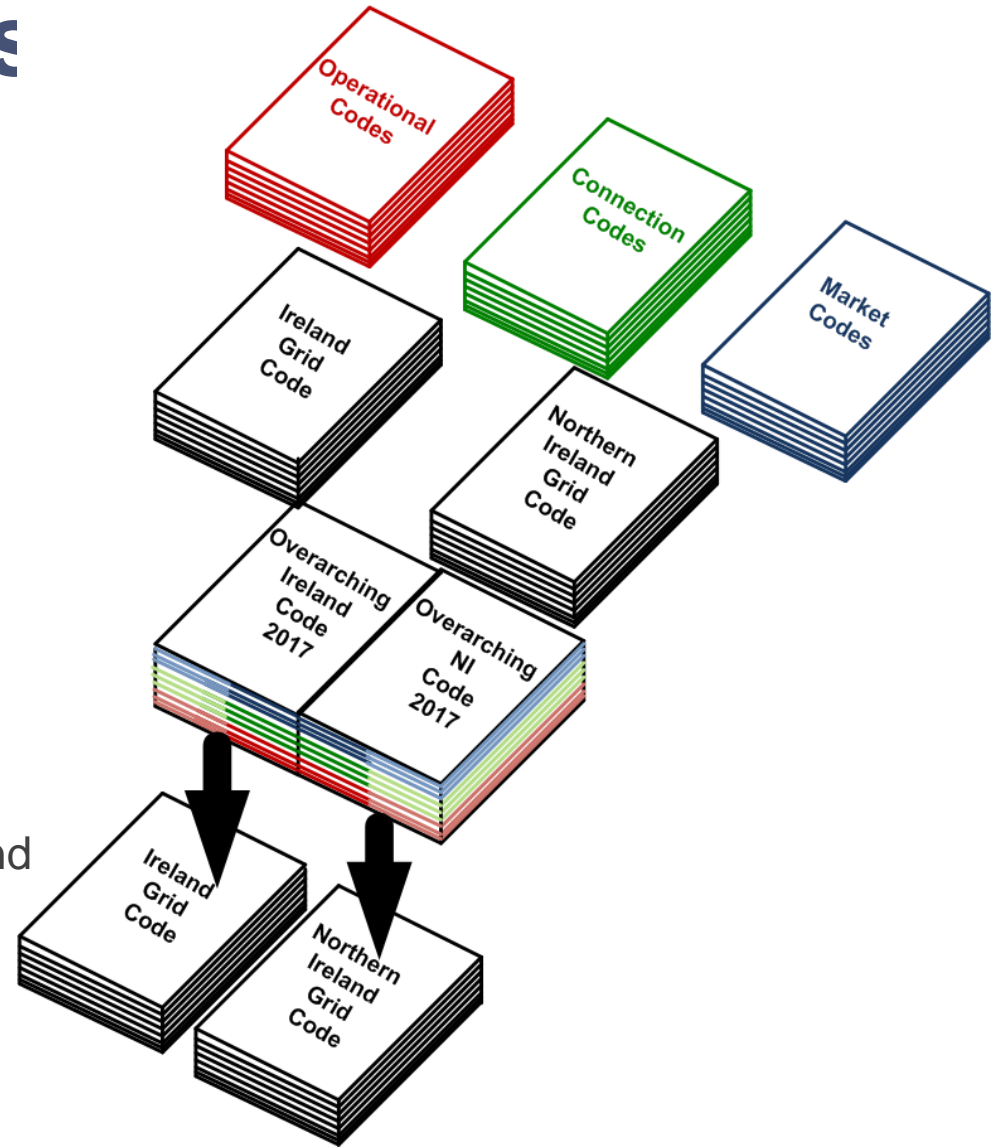 s
Operational
Codes
Connection
Codes
Market
Codes
Ireland
Grid
Code
Northern
Ireland
Grid
Code
Overarching
Ireland
Code
2017
Overarching
NI
Code
2017
nd
Ireland
Grid
Code
Northern
Ireland
Grid
Code